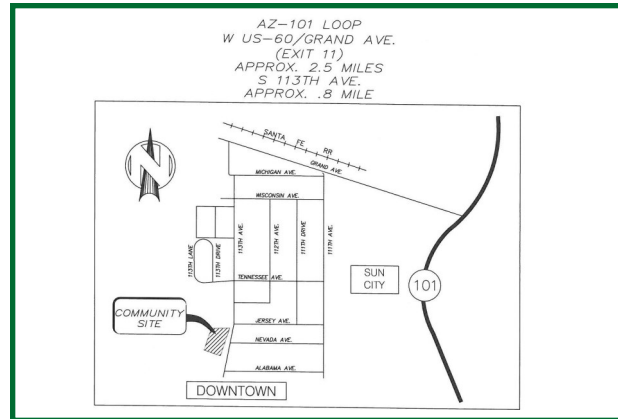 AZ-101 LOOP
W US-60/GRAND AVE.
(EXIT 11)
APPROX. 2.5 MILES
S 113TH AVE.
APPROX. .8 MILE
SANTA FE RR
GRAND AVE
N
MICHIGAN AVE.
WISCONSIN AVE.
113TH LANE
113TH DRIVE
113TH AVE.
112TH AVE.
111TH DRIVE
111TH AVE.
TENNESSEE AVE.
SUN
CITY
101
COMMUNITY
SITE
JERSEY AVE.
NEVADA AVE.
ALABAMA AVE.
DOWNTOWN